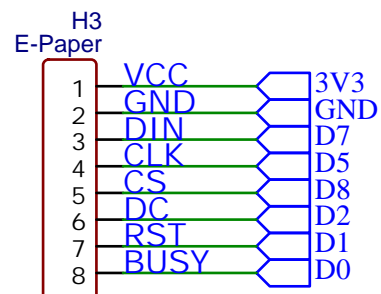 H3
E-Paper
1 VCC 3V3
2 GND GND
3 DIN D7
4 CLK D5
5 CS D8
6 DC D2
7 RST D1
8 BUSY D0